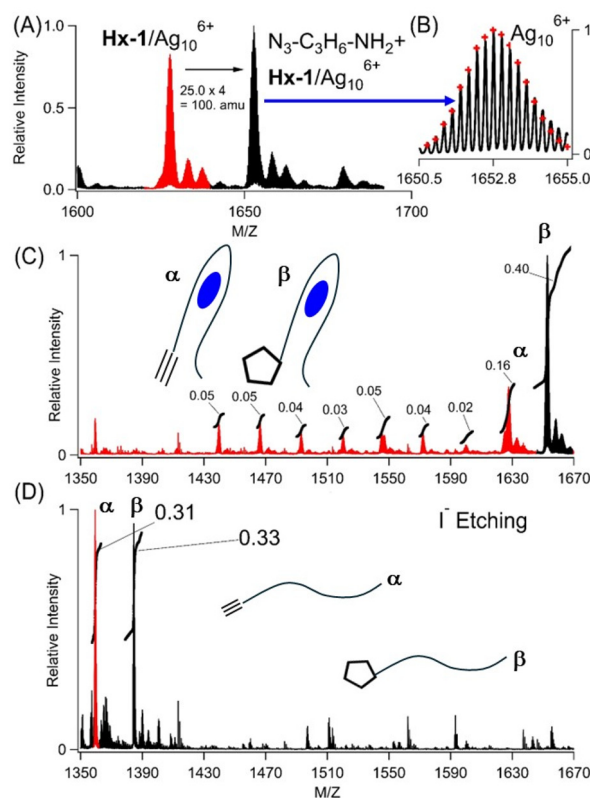 (A)
Hx-1/Ag10 6+
25.0 x 4
= 100. amu
N3-C3H6-NH2+
Hx-1/Ag10 6+
Relative Intensity
1.0
0.5
0.0
1600
1650
1700
M/Z
(B)
Ag10 6+
1
0
1650.5
1652.8
1655.0
(C)
α
β
β
α
Relative Intensity
1
0
0.05
0.05
0.04
0.03
0.05
0.04
0.02
0.16
0.40
1350
1390
1430
1470
1510
1550
1590
1630
1670
M/Z
(D)
α
β
0.31
0.33
I- Etching
α
β
Relative Intensity
1
0
1350
1390
1430
1470
1510
1550
1590
1630
1670
M/Z